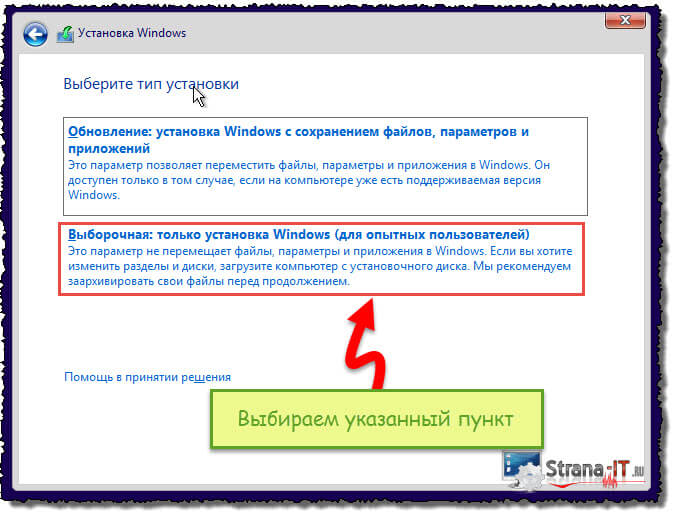 Установка Windows
Выберите тип установки
Обновление: установка Windows с сохранением файлов, параметров и
приложений
Это параметр позволяет переместить файлы, параметры и приложения в Windows. Он
доступен только в том случае, если на компьютере уже есть поддерживаемая версия
Windows.
Выборочная: только установка Windows (для опытных пользователей)
Это параметр не перемещает файлы, параметры и приложения в Windows. Если вы хотите
изменить разделы и диски, загрузите компьютер с установочного диска. Мы рекомендуем
заархивировать свои файлы перед продолжением.
Помощь в принятии решения
Выбираем указанный пункт
Strana-IT.RU